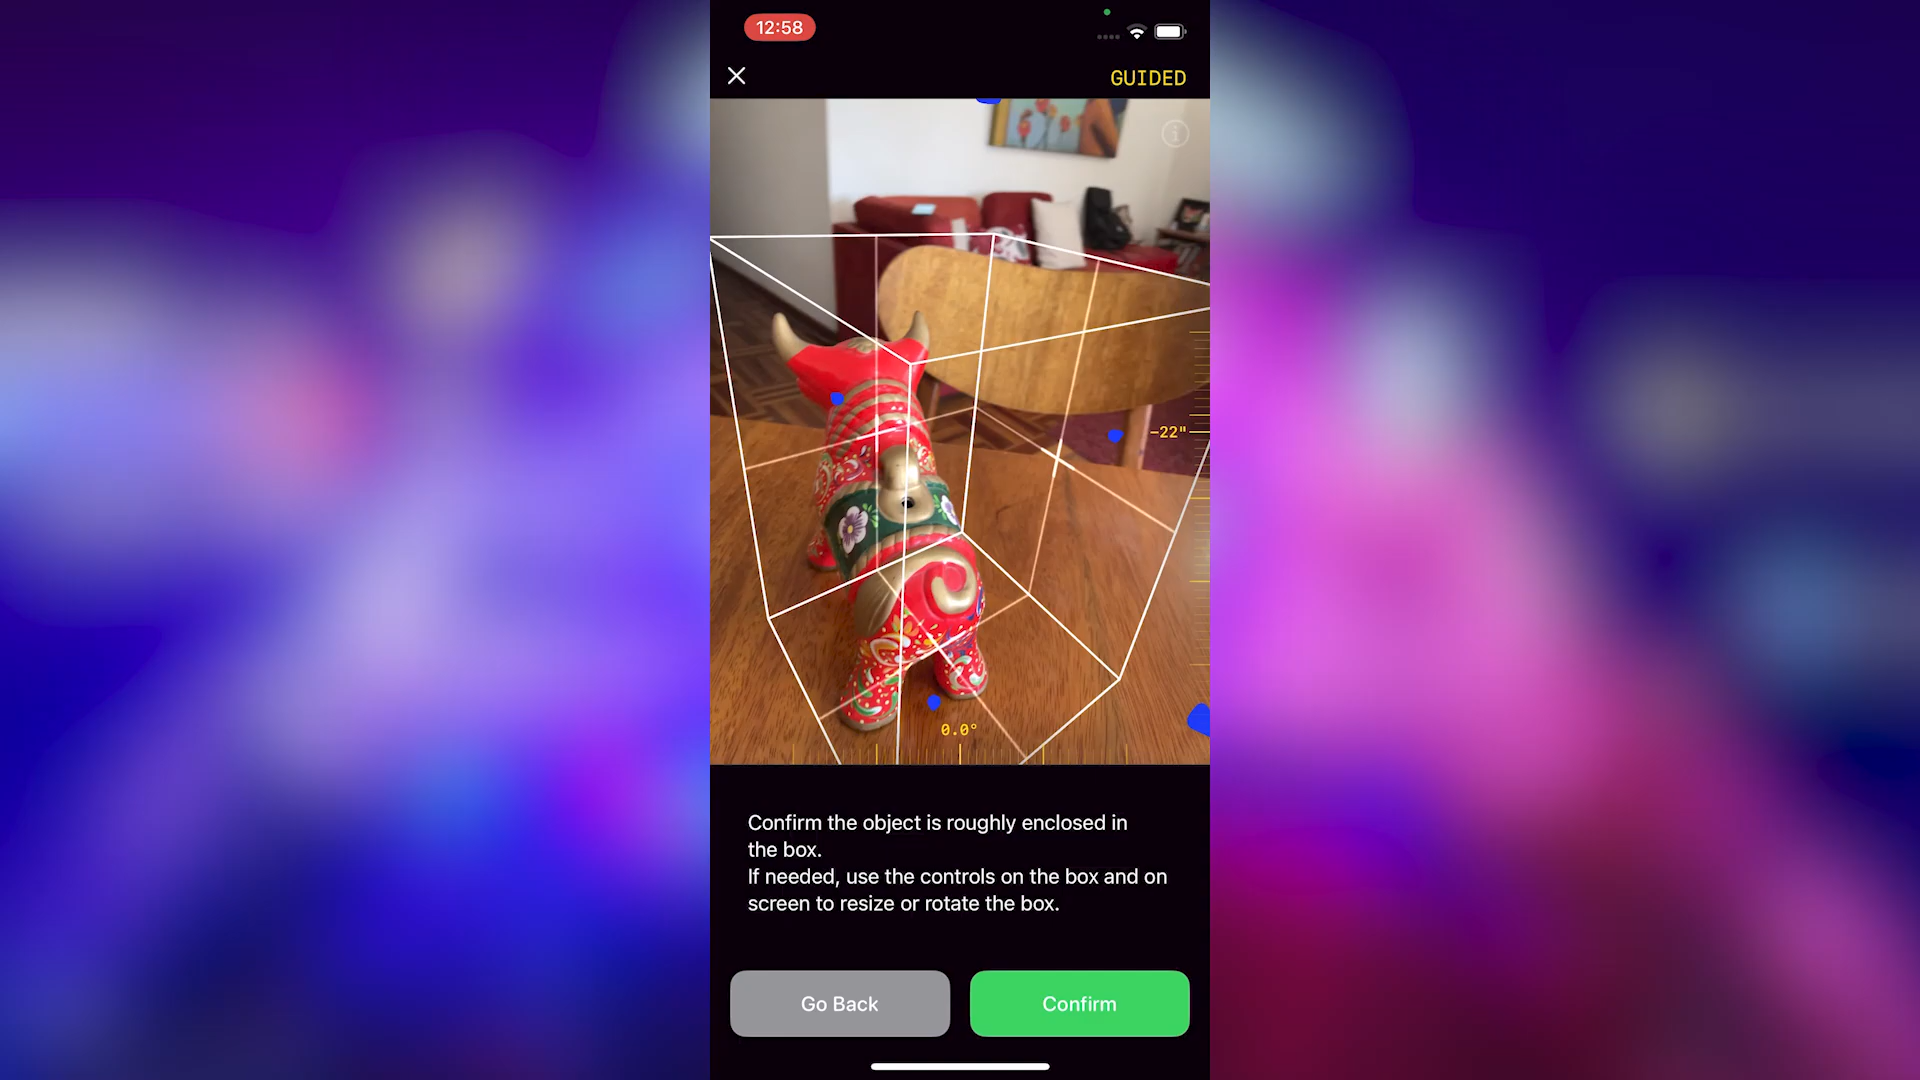 12:58
GUIDED
−22"
0.0°
Confirm the object is roughly enclosed in
the box.
If needed, use the controls on the box and on
screen to resize or rotate the box.
Go Back
Confirm